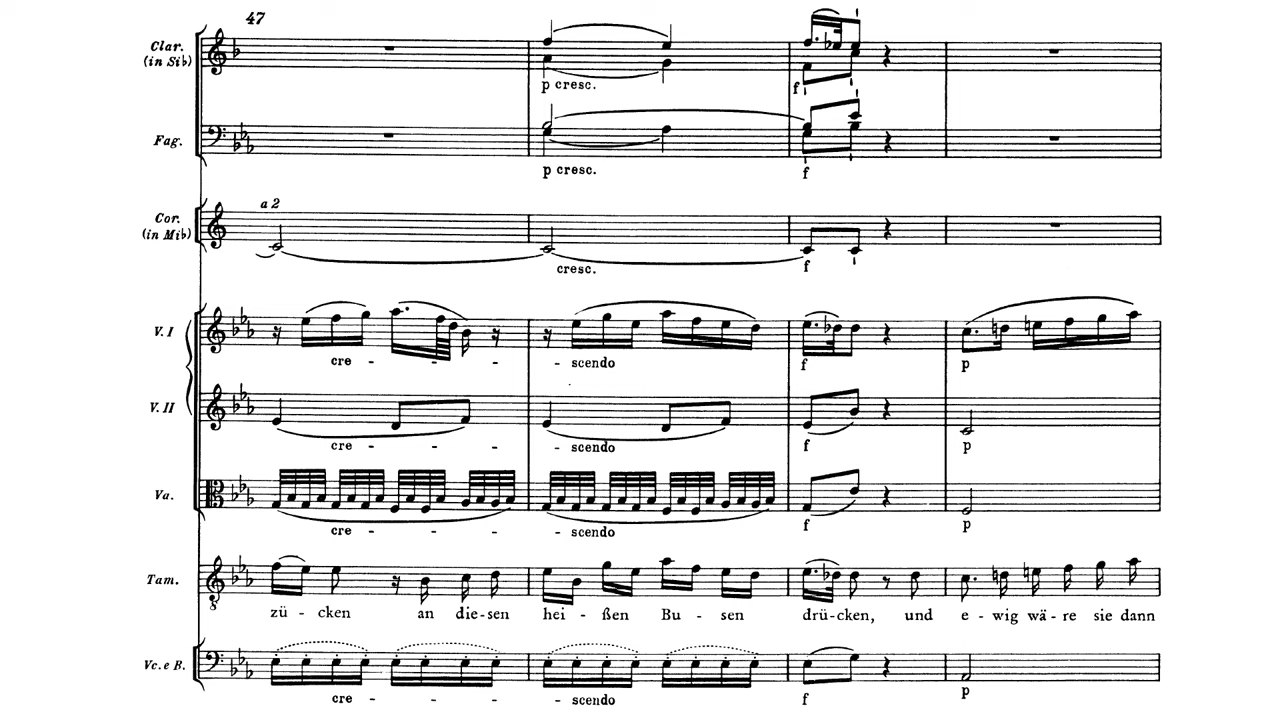 47
Clar.
(in Si♭)
p cresc.
f
Fag.
p cresc.
f
a 2
Cor.
(in Mi♭)
cresc.
f
V. I
cre - - - - scendo
f
p
V. II
cre - - - - scendo
f
p
Va.
cre - - - - scendo
f
p
Tam.
zü - cken an die-sen hei - ßen Bu - sen drü-cken, und e - wig wä - re sie dann
Vc. e B.
cre - - - - scendo
f
p